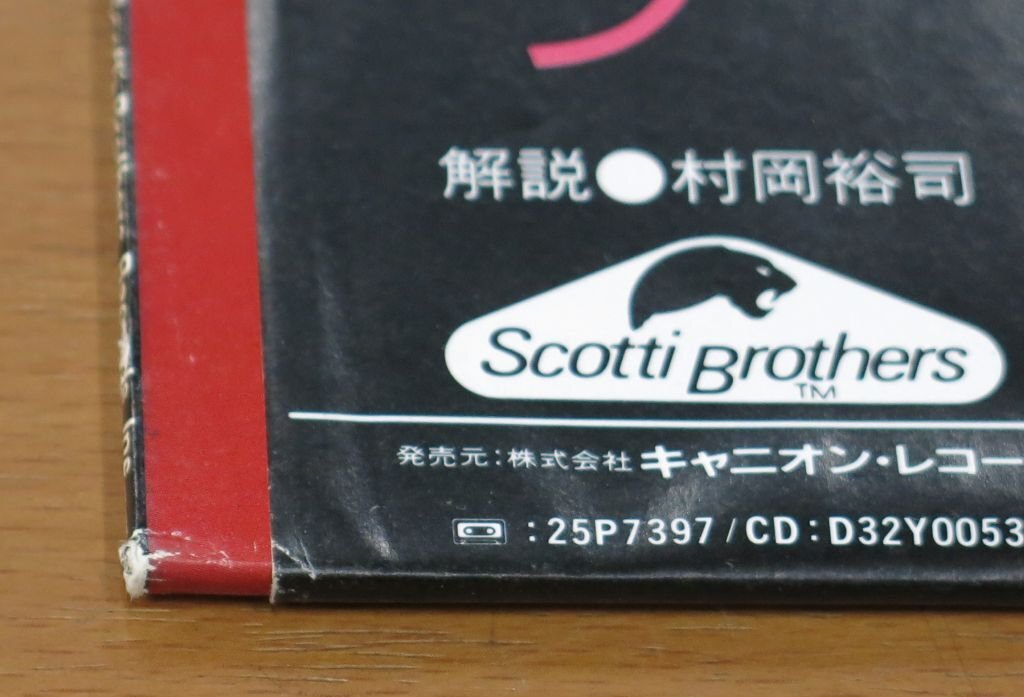 解説●村岡裕司
Scotti Brothers
TM
発売元:株式会社 キャニオン・レコー
:25P7397/CD:D32Y0053